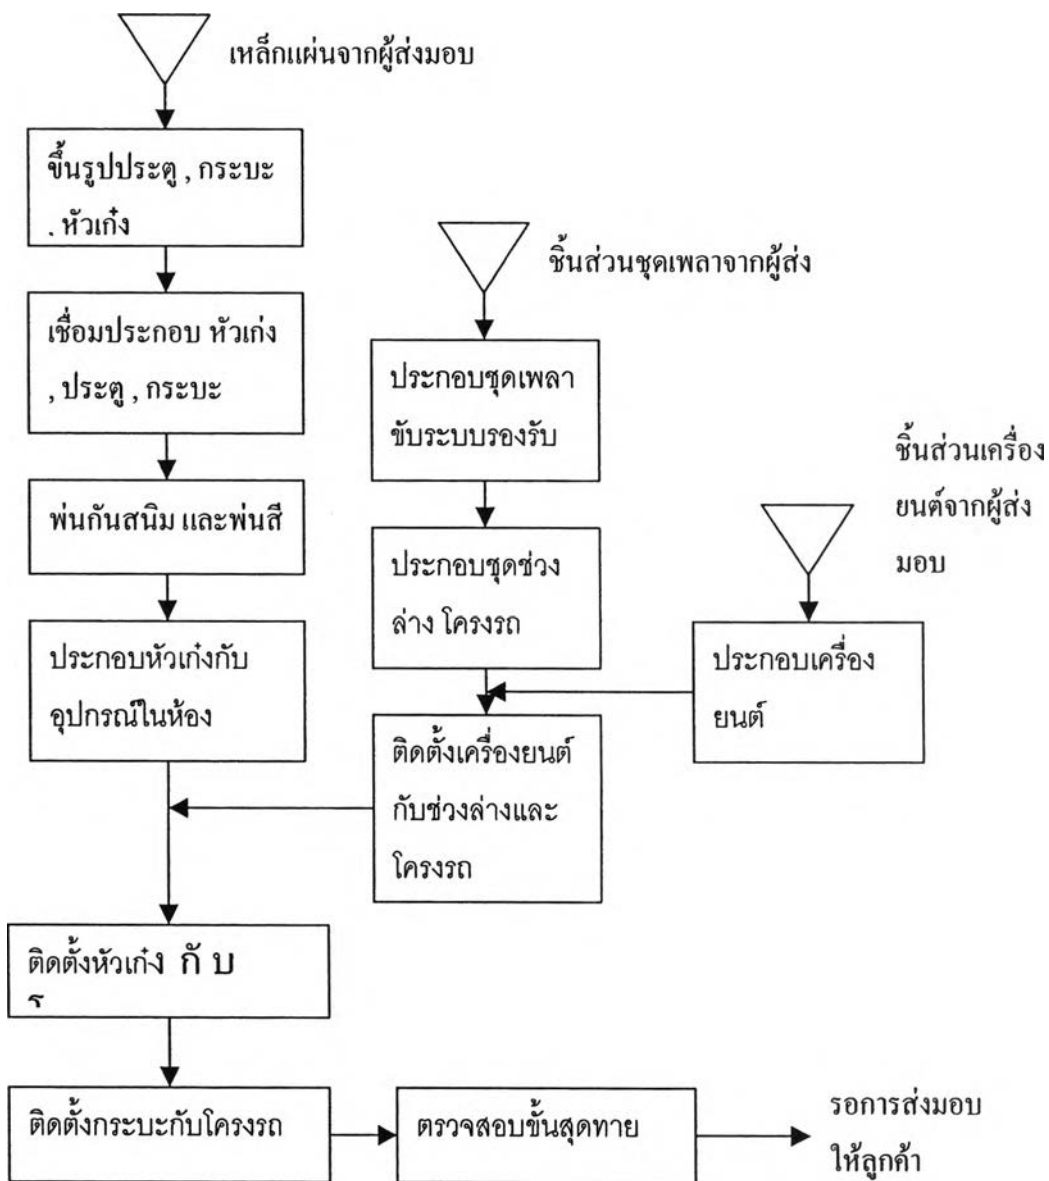 เหล็กแผ่นจากผู้ส่งมอบ
ขึ้นรูปประตู , กระบะ
. หัวเก๋ง
เชื่อมประกอบ หัวเก่ง
, ประตู , กระบะ
พ่นกันสนิม และพ่นสี
ประกอบหัวเก๋งกับ
อุปกรณ์ในห้อง
ชิ้นส่วนชุดเพลาจากผู้ส่ง
ประกอบชุดเพลา
ขับระบบรองรับ
ประกอบชุดช่วง
ล่าง โครงรถ
ชิ้นส่วนเครื่อง
ยนต์จากผู้ส่ง
มอบ
ประกอบเครื่อง
ยนต์
ติดตั้งเครื่องยนต์
กับช่วงล่างและ
โครงรถ
ติดตั้งหัวเก๋ง กับ
ติดตั้งกระบะกับโครงรถ
ตรวจสอบขั้นสุดทาย
รอการส่งมอบ
ให้ลูกค้า